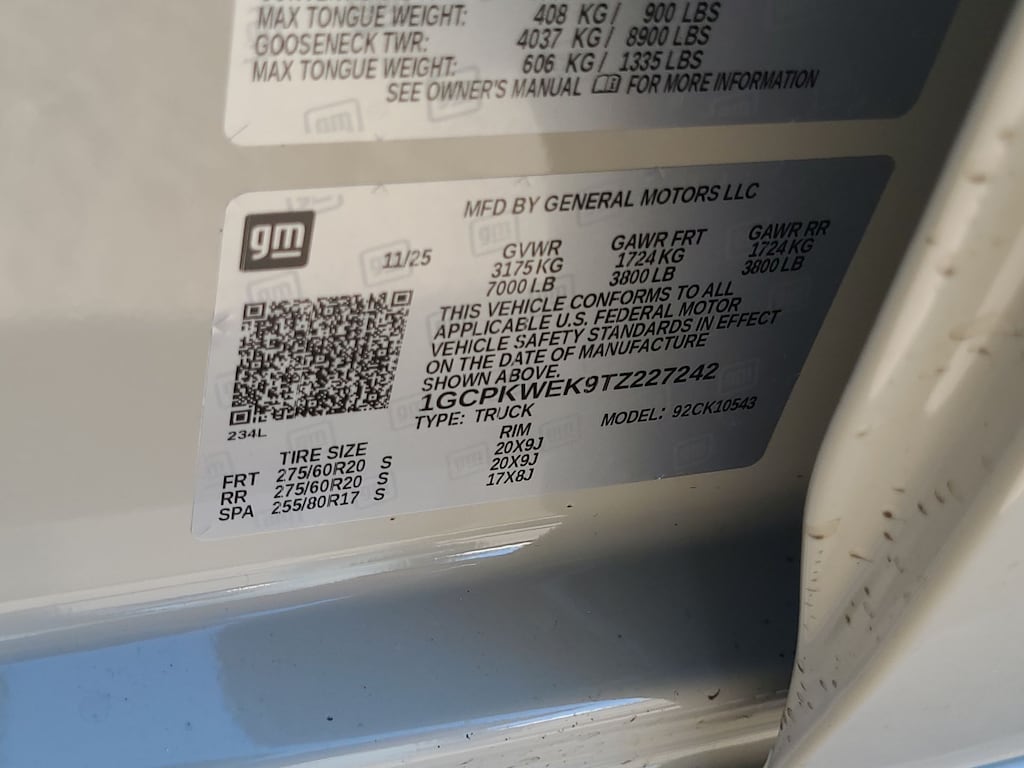 MAX TONGUE WEIGHT: 408 KG/ 900 LBS
GOOSENECK TWR: 4037 KG/ 8900 LBS
MAX TONGUE WEIGHT: 606 KG/ 1335 LBS
SEE OWNER'S MANUAL FOR MORE INFORMATION
gm
MFD BY GENERAL MOTORS LLC
11/25 GVWR GAWR FRT GAWR RR
3175 KG 1724 KG 1724 KG
7000 LB 3800 LB 3800 LB
THIS VEHICLE CONFORMS TO ALL
APPLICABLE U.S. FEDERAL MOTOR
VEHICLE SAFETY STANDARDS IN EFFECT
ON THE DATE OF MANUFACTURE
SHOWN ABOVE.
1GCPKWEK9TZ227242
TYPE: TRUCK MODEL: 92CK10543
234L
TIRE SIZE RIM
FRT 275/60R20 S 20X9J
RR 275/60R20 S 20X9J
SPA 255/80R17 S 17X8J